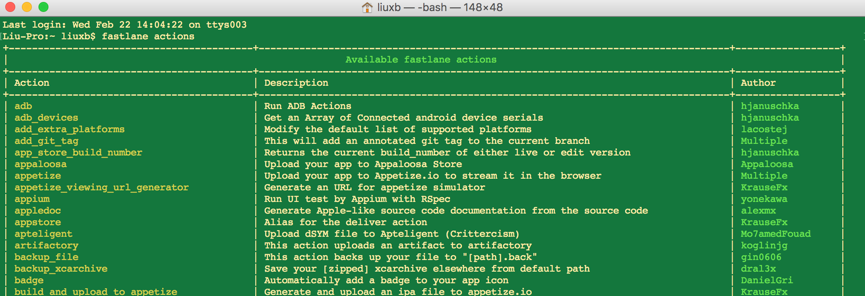 liuxb — -bash — 148×48
Last login: Wed Feb 22 14:04:22 on ttys003
Liu-Pro:~ liuxb$ fastlane actions
Available fastlane actions
Action | Description | Author
adb | Run ADB Actions | hjanuschka
adb_devices | Get an Array of Connected android device serials | hjanuschka
add_extra_platforms | Modify the default list of supported platforms | lacostej
add_git_tag | This will add an annotated git tag to the current branch | Multiple
app_store_build_number | Returns the current build_number of either live or edit version | hjanuschka
appaloosa | Upload your app to Appaloosa Store | Appaloosa
appetize | Upload your app to Appetize.io to stream it in the browser | Multiple
appetize_viewing_url_generator | Generate an URL for appetize simulator | KrauseFx
appium | Run UI test by Appium with RSpec | yonekawa
appledoc | Generate Apple-like source code documentation from the source code | alexmx
appstore | Alias for the deliver action | KrauseFx
apteligent | Upload dSYM file to Apteligent (Crittercism) | Mo7amedFouad
artifactory | This action uploads an artifact to artifactory | koglinjg
backup_file | This action backs up your file to "[path].back" | gin0606
backup_xcarchive | Save your [zipped] xcarchive elsewhere from default path | dral3x
badge | Automatically add a badge to your app icon | DanielGri
build_and_upload_to_appetize | Generate and upload an ipa file to appetize.io | KrauseFx